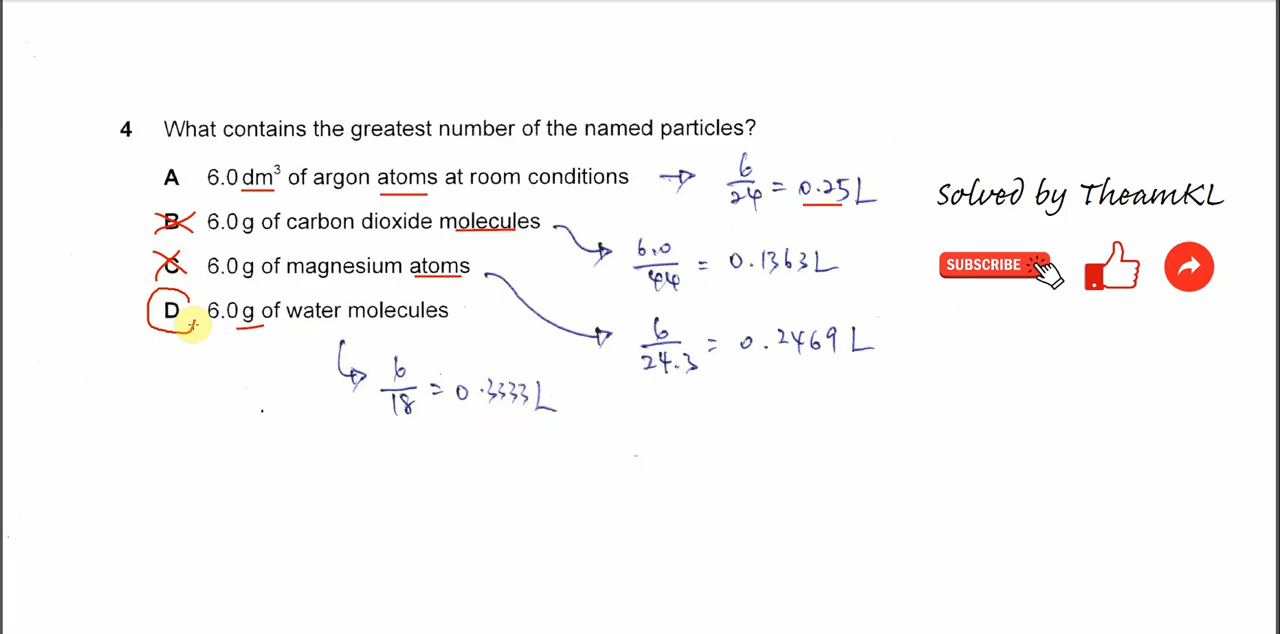 4 What contains the greatest number of the named particles?
A 6.0 dm³ of argon atoms at room conditions
6/24 = 0.25 L
B 6.0 g of carbon dioxide molecules
6.0/44 = 0.1363 L
C 6.0 g of magnesium atoms
6/24.3 = 0.2469 L
D 6.0 g of water molecules
6/18 = 0.3333 L
Solved by TheamKL
SUBSCRIBE